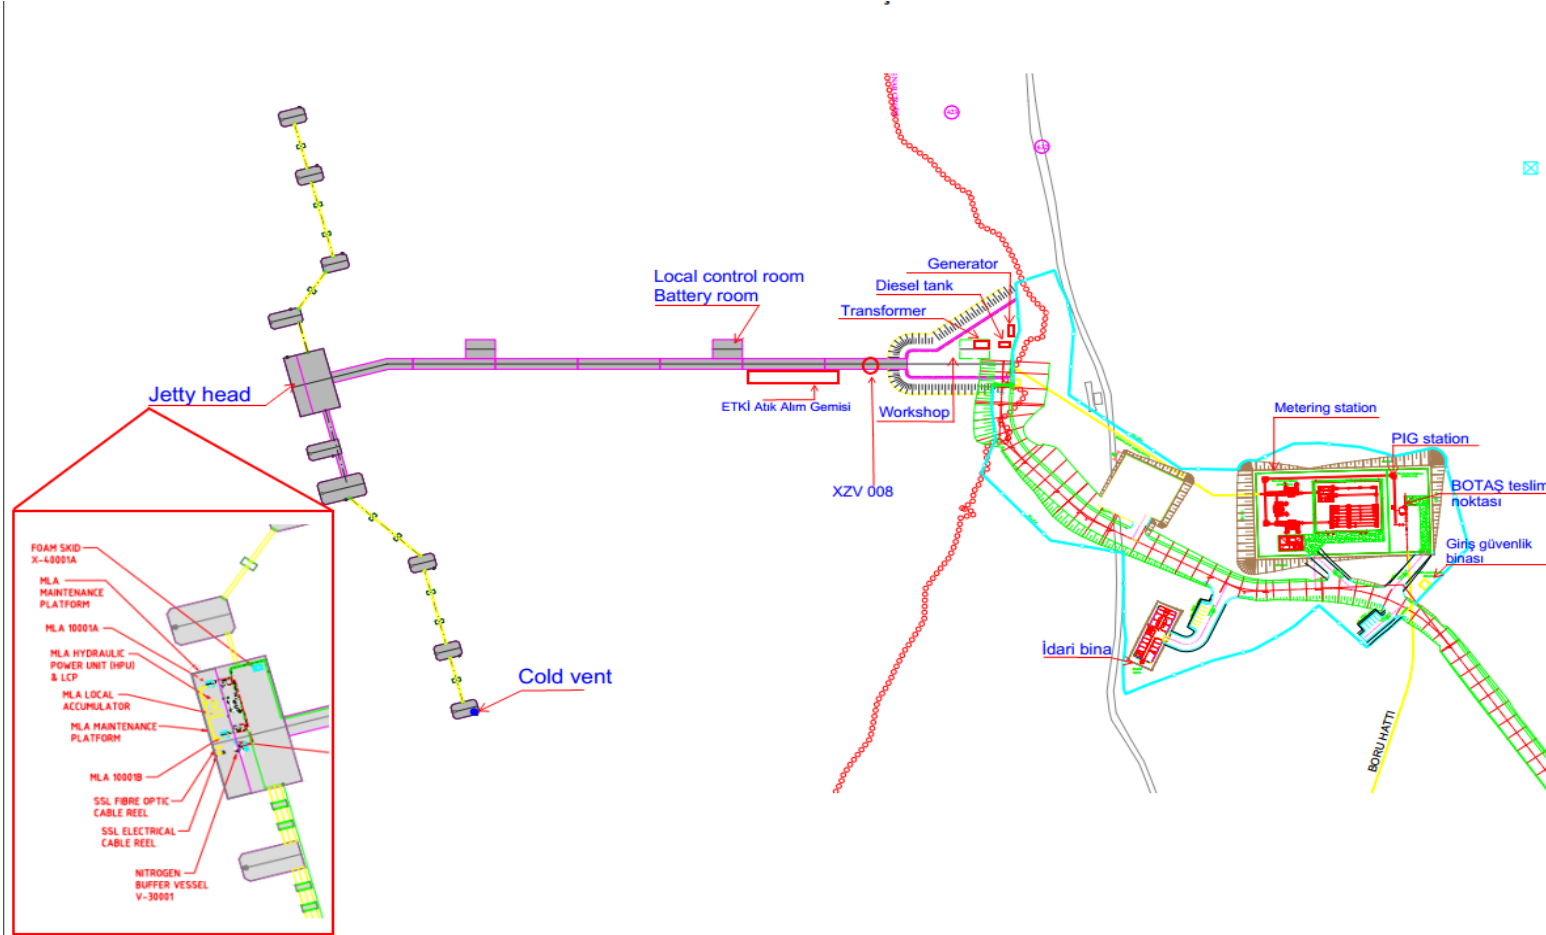 Generator
Local control room
Battery room
Diesel tank
Transformer
Jetty head
ETKİ Atık Alım Gemisi
Workshop
Metering station
PIG station
XZV 008
BOTAŞ teslim
noktası
Giriş güvenlik
binası
İdari bina
Cold vent
BORU HATTI
FOAM SKID
X-40001A
MLA
MAINTENANCE
PLATFORM
MLA 10001A
MLA HYDRAULIC
POWER UNIT (HPU)
& LCP
MLA LOCAL
ACCUMULATOR
MLA MAINTENANCE
PLATFORM
MLA 10001B
SSL FIBRE OPTIC
CABLE REEL
SSL ELECTRICAL
CABLE REEL
NITROGEN
BUFFER VESSEL
V-30001